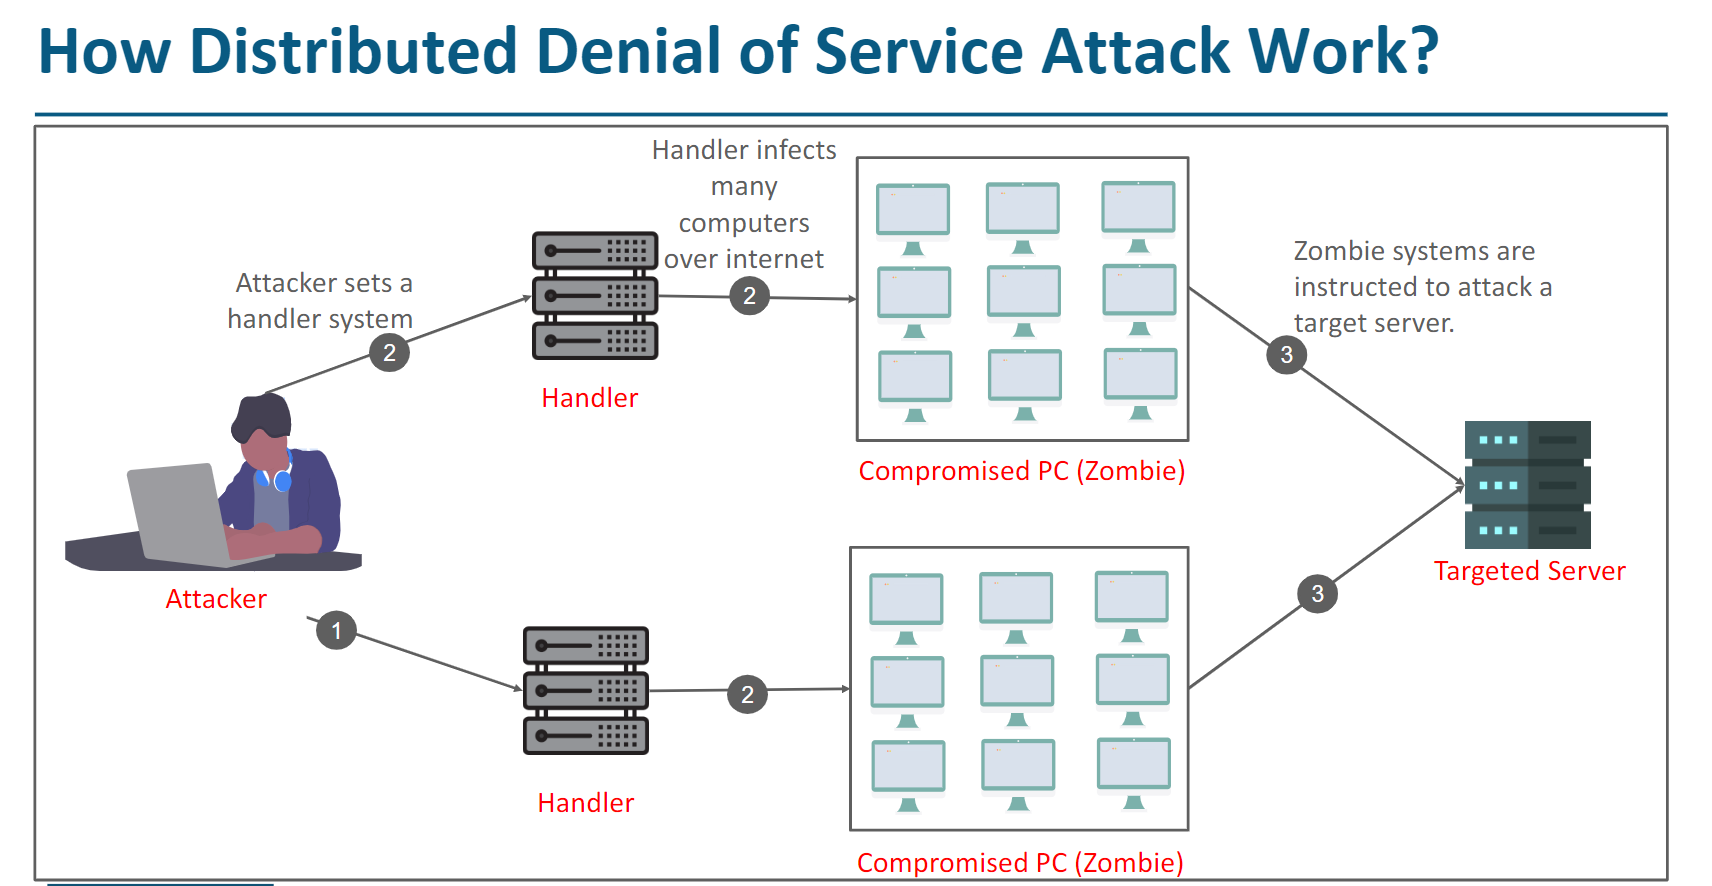 How Distributed Denial of Service Attack Work?
Handler infects
many
computers
over internet
Attacker sets a
handler system
2
2
Zombie systems are
instructed to attack a
target server.
3
Handler
Compromised PC (Zombie)
Targeted Server
Attacker
1
2
3
Handler
Compromised PC (Zombie)